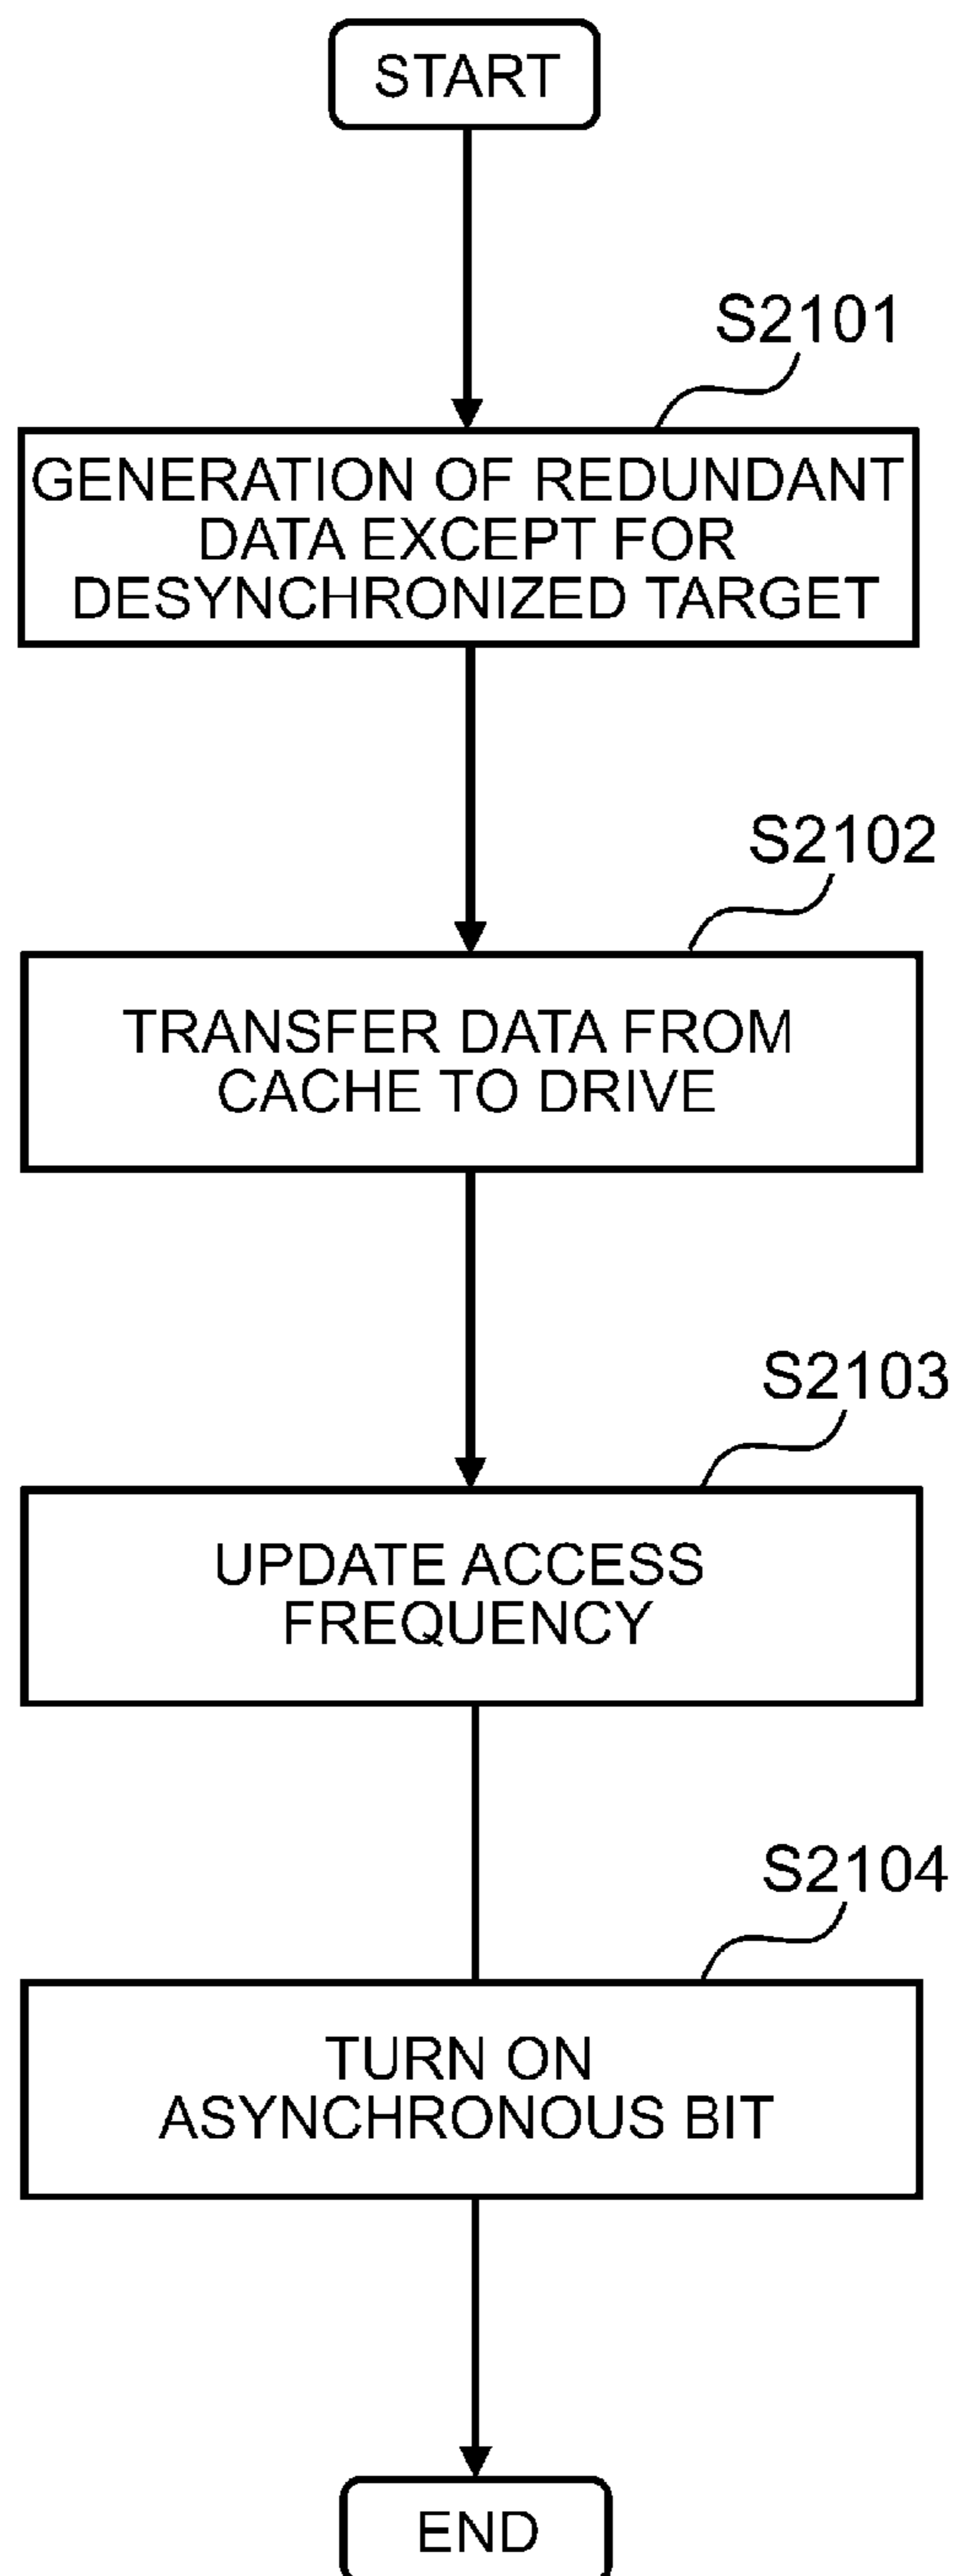 START
S2101
GENERATION OF REDUNDANT
DATA EXCEPT FOR
DESYNCHRONIZED TARGET
S2102
TRANSFER DATA FROM
CACHE TO DRIVE
S2103
UPDATE ACCESS
FREQUENCY
S2104
TURN ON
ASYNCHRONOUS BIT
END